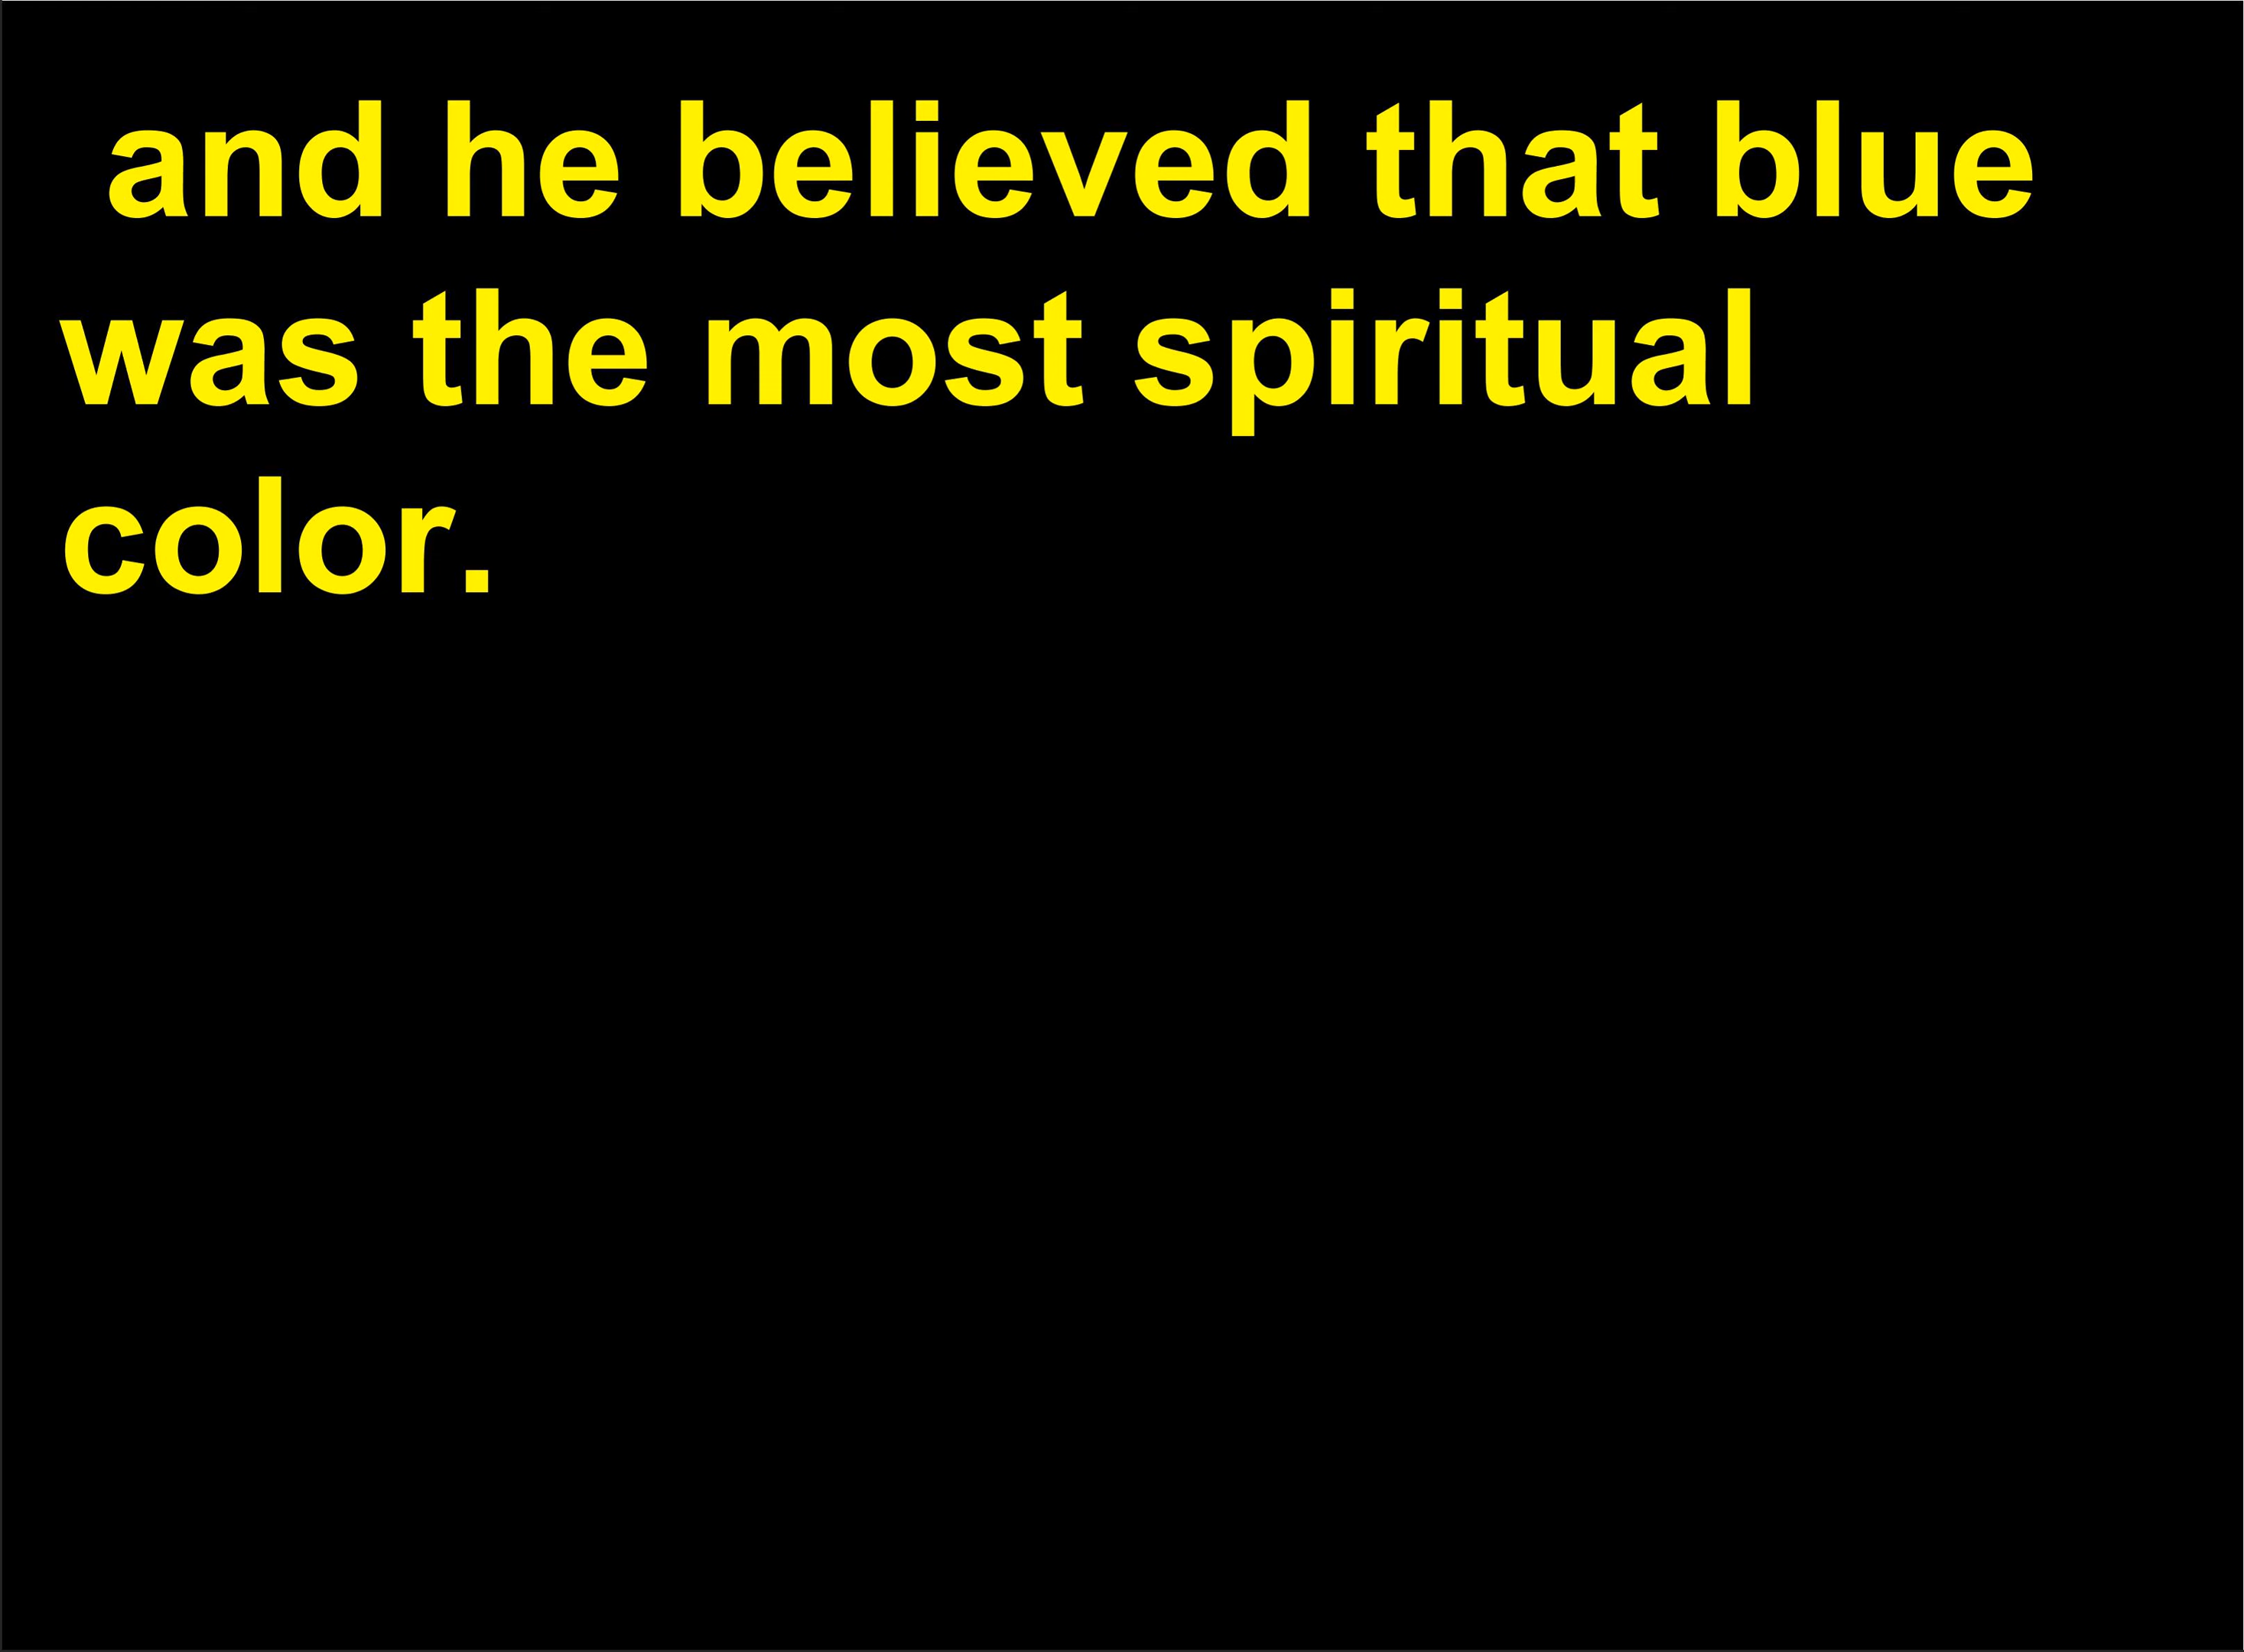 and he believed that blue
was the most spiritual
color.